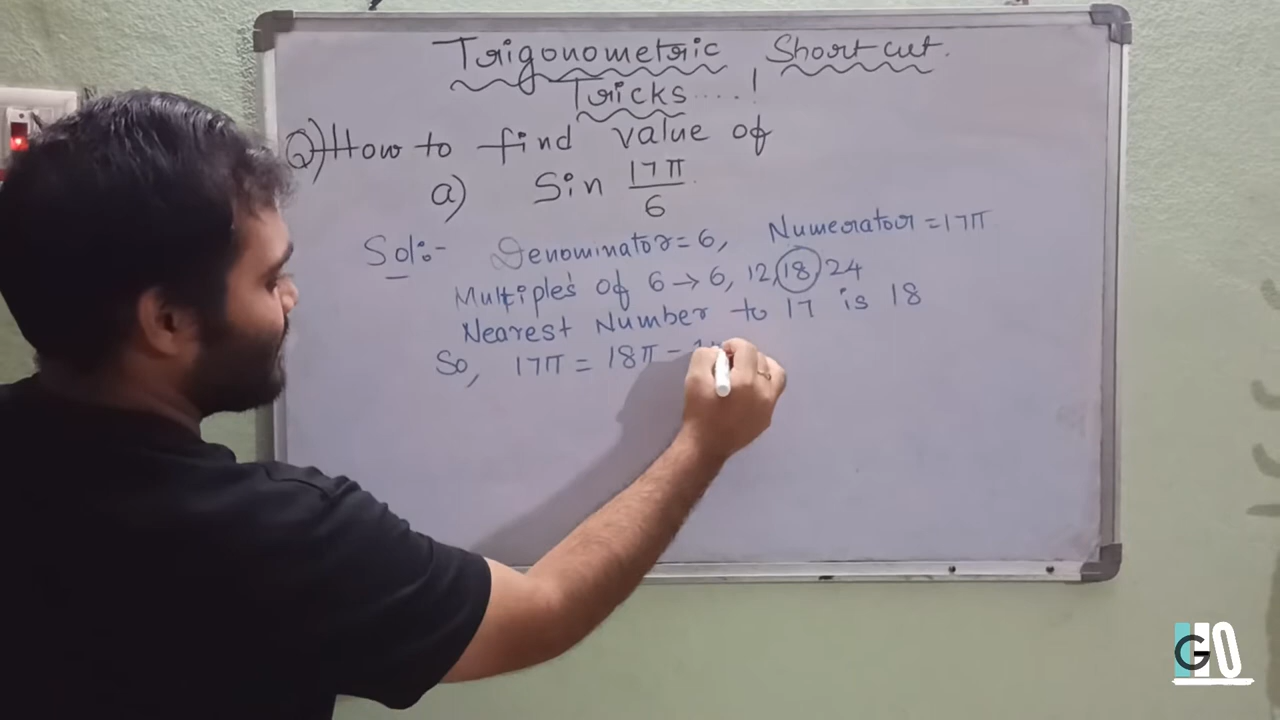 Trigonometric Short cut.
Tricks....!
Q) How to find value of
a) Sin 17π/6
Sol:- Denominator = 6, Numerator = 17π
Multiples of 6 → 6, 12, 18, 24
Nearest Number to 17 is 18
So, 17π = 18π -
GHO